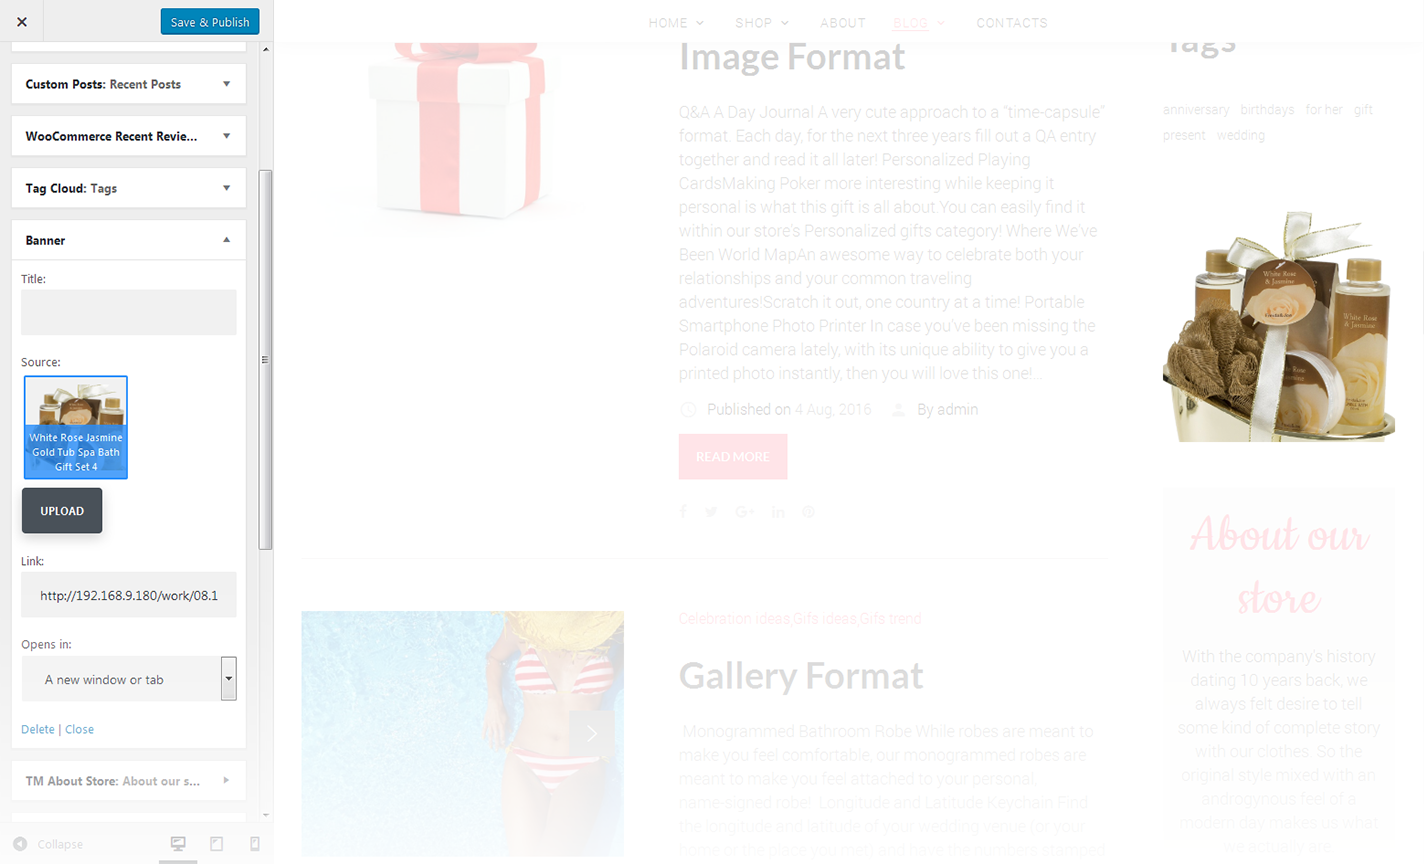 Save & Publish
Custom Posts: Recent Posts
WooCommerce Recent Revie...
Tag Cloud: Tags
Banner
Title:
Source:
White Rose Jasmine
Gold Tub Spa Bath
Gift Set 4
UPLOAD
Link:
http://192.168.9.180/work/08.1
Opens in:
A new window or tab
Delete | Close
TM About Store: About our s...
Collapse
HOME SHOP ABOUT BLOG CONTACTS
Image Format
Q&A A Day Journal A very cute approach to a “time-capsule”
format. Each day, for the next three years fill out a QA entry
together and read it all later! Personalized Playing
CardsMaking Poker more interesting while keeping it
personal is what this gift is all about.You can easily find it
within our store’s Personalized gifts category! Where We’ve
Been World MapAn awesome way to celebrate both your
relationships and your common traveling
adventures!Scratch it out, one country at a time! Portable
Smartphone Photo Printer In case you’ve been missing the
Polaroid camera lately, with its unique ability to give you a
printed photo instantly, then you will love this one!...
Published on 4 Aug, 2016 By admin
READ MORE
Celebration ideas,Gifs ideas,Gifs trend
Gallery Format
Monogrammed Bathroom Robe While robes are meant to
make you feel comfortable, our monogrammed robes are
meant to make you feel attached to your personal,
name-signed robe! Longitude and Latitude Keychain Find
the longitude and latitude of your wedding venue (or your
home or the place you met) and have the numbers stamped
Tags
anniversary birthdays for her gift
present wedding
White Rose
& Jasmine
White Rose
& Jasmine
About our
store
With the company’s history
dating 10 years back, we
always felt desire to tell
some kind of complete story
with our clothes. So the
original style mixed with an
androgynous feel of a
modern day makes us what
we actually are.